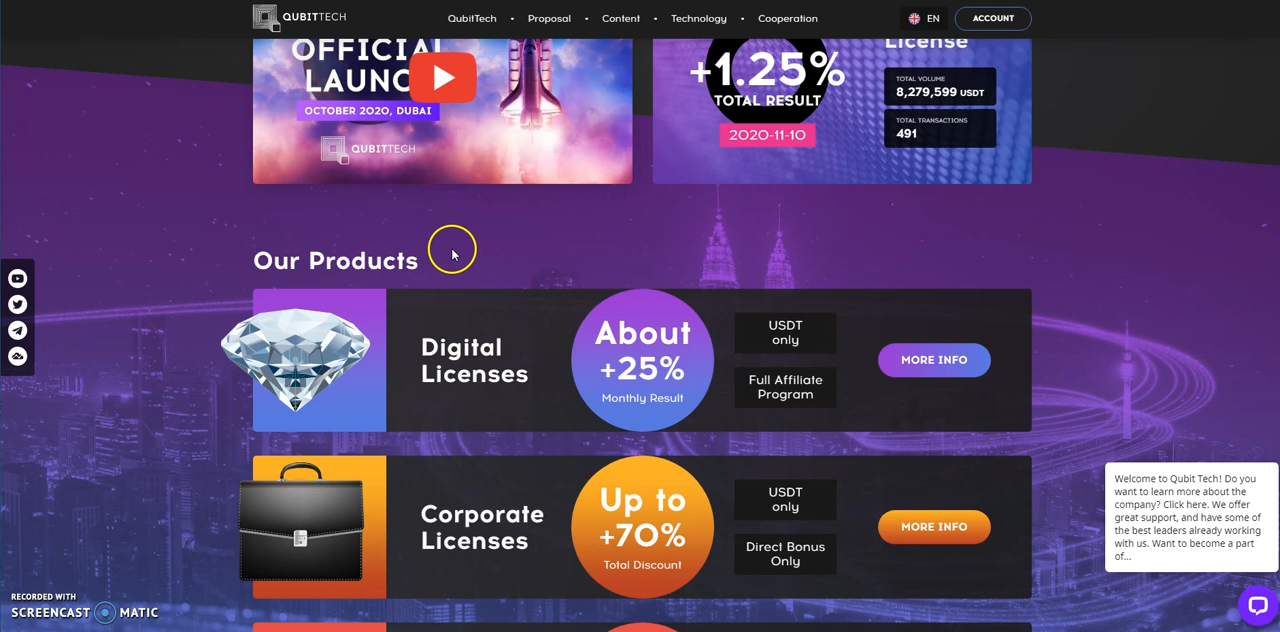 QUBITTECH
QubitTech • Proposal • Content • Technology • Cooperation
EN
ACCOUNT
OFFICIAL
LAUNC
OCTOBER 2020, DUBAI
QUBITTECH
+1.25%
TOTAL RESULT
2020-11-10
License
TOTAL VOLUME
8,279,599 USDT
TOTAL TRANSACTIONS
491
Our Products
Digital
Licenses
About
+25%
Monthly Result
USDT
only
Full Affiliate
Program
MORE INFO
Corporate
Licenses
Up to
+70%
Total Discount
USDT
only
Direct Bonus
Only
MORE INFO
Welcome to Qubit Tech! Do you
want to learn more about the
company? Click here. We offer
great support, and have some of
the best leaders already working
with us. Want to become a part
of...
RECORDED WITH
SCREENCAST MATIC